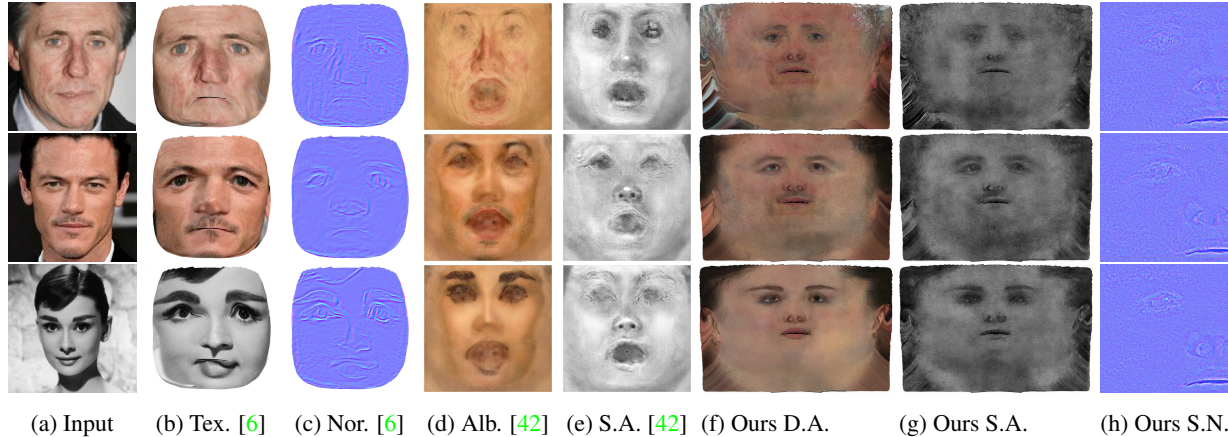 (a) Input (b) Tex. [6] (c) Nor. [6] (d) Alb. [42] (e) S.A. [42] (f) Ours D.A. (g) Ours S.A. (h) Ours S.N.